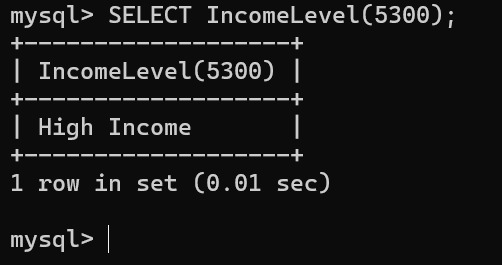 mysql> SELECT IncomeLevel(5300);
+-------------------+
| IncomeLevel(5300) |
+-------------------+
| High Income       |
+-------------------+
1 row in set (0.01 sec)
mysql>